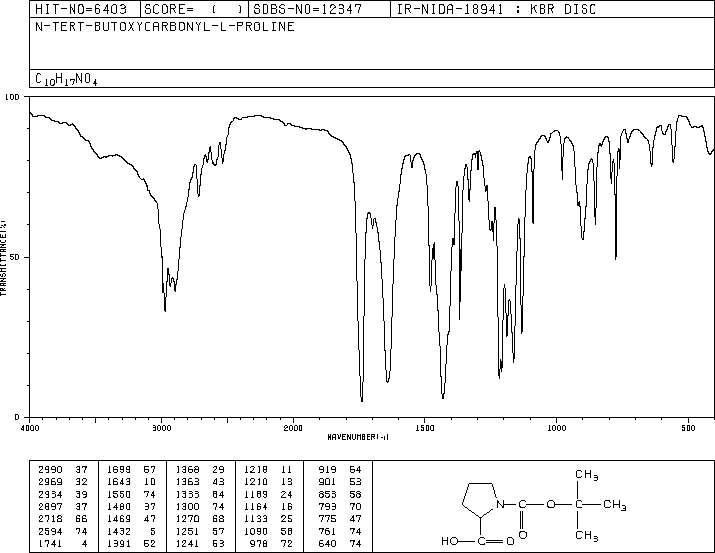 HIT-NO=6403 SCORE= ( ) SDBS-NO=12347 IR-NIDA-18941 : KBR DISC
N-TERT-BUTOXYCARBONYL-L-PROLINE
C10H17NO4
100
50
0
TRANSMITTANCE(%)
4000 3000 2000 1500 1000 500
WAVENUMBER(-1)
2990 37 1699 57 1368 29 1218 11 919 64
2969 32 1643 10 1363 43 1210 13 901 53
2934 39 1550 74 1333 84 1189 24 853 58
2897 37 1480 37 1300 74 1164 16 793 70
2718 66 1469 47 1270 68 1133 25 775 47
2594 74 1432 5 1251 57 1090 58 761 74
1741 4 1391 52 1241 53 978 72 640 74
CH3
N C O C CH3
O CH3
HO C O